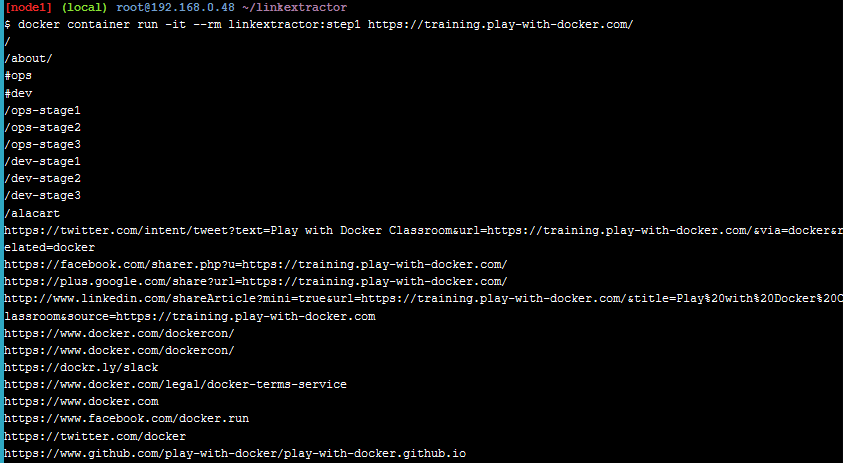 [node1] (local) root@192.168.0.48 ~/linkextractor
$ docker container run -it --rm linkextractor:step1 https://training.play-with-docker.com/
/
/about/
#ops
#dev
/ops-stage1
/ops-stage2
/ops-stage3
/dev-stage1
/dev-stage2
/dev-stage3
/alacart
https://twitter.com/intent/tweet?text=Play with Docker Classroom&url=https://training.play-with-docker.com/&via=docker&r
elated=docker
https://facebook.com/sharer.php?u=https://training.play-with-docker.com/
https://plus.google.com/share?url=https://training.play-with-docker.com/
http://www.linkedin.com/shareArticle?mini=true&url=https://training.play-with-docker.com/&title=Play%20with%20Docker%20C
lassroom&source=https://training.play-with-docker.com
https://www.docker.com/dockercon/
https://www.docker.com/dockercon/
https://dockr.ly/slack
https://www.docker.com/legal/docker-terms-service
https://www.docker.com
https://www.facebook.com/docker.run
https://twitter.com/docker
https://www.github.com/play-with-docker/play-with-docker.github.io